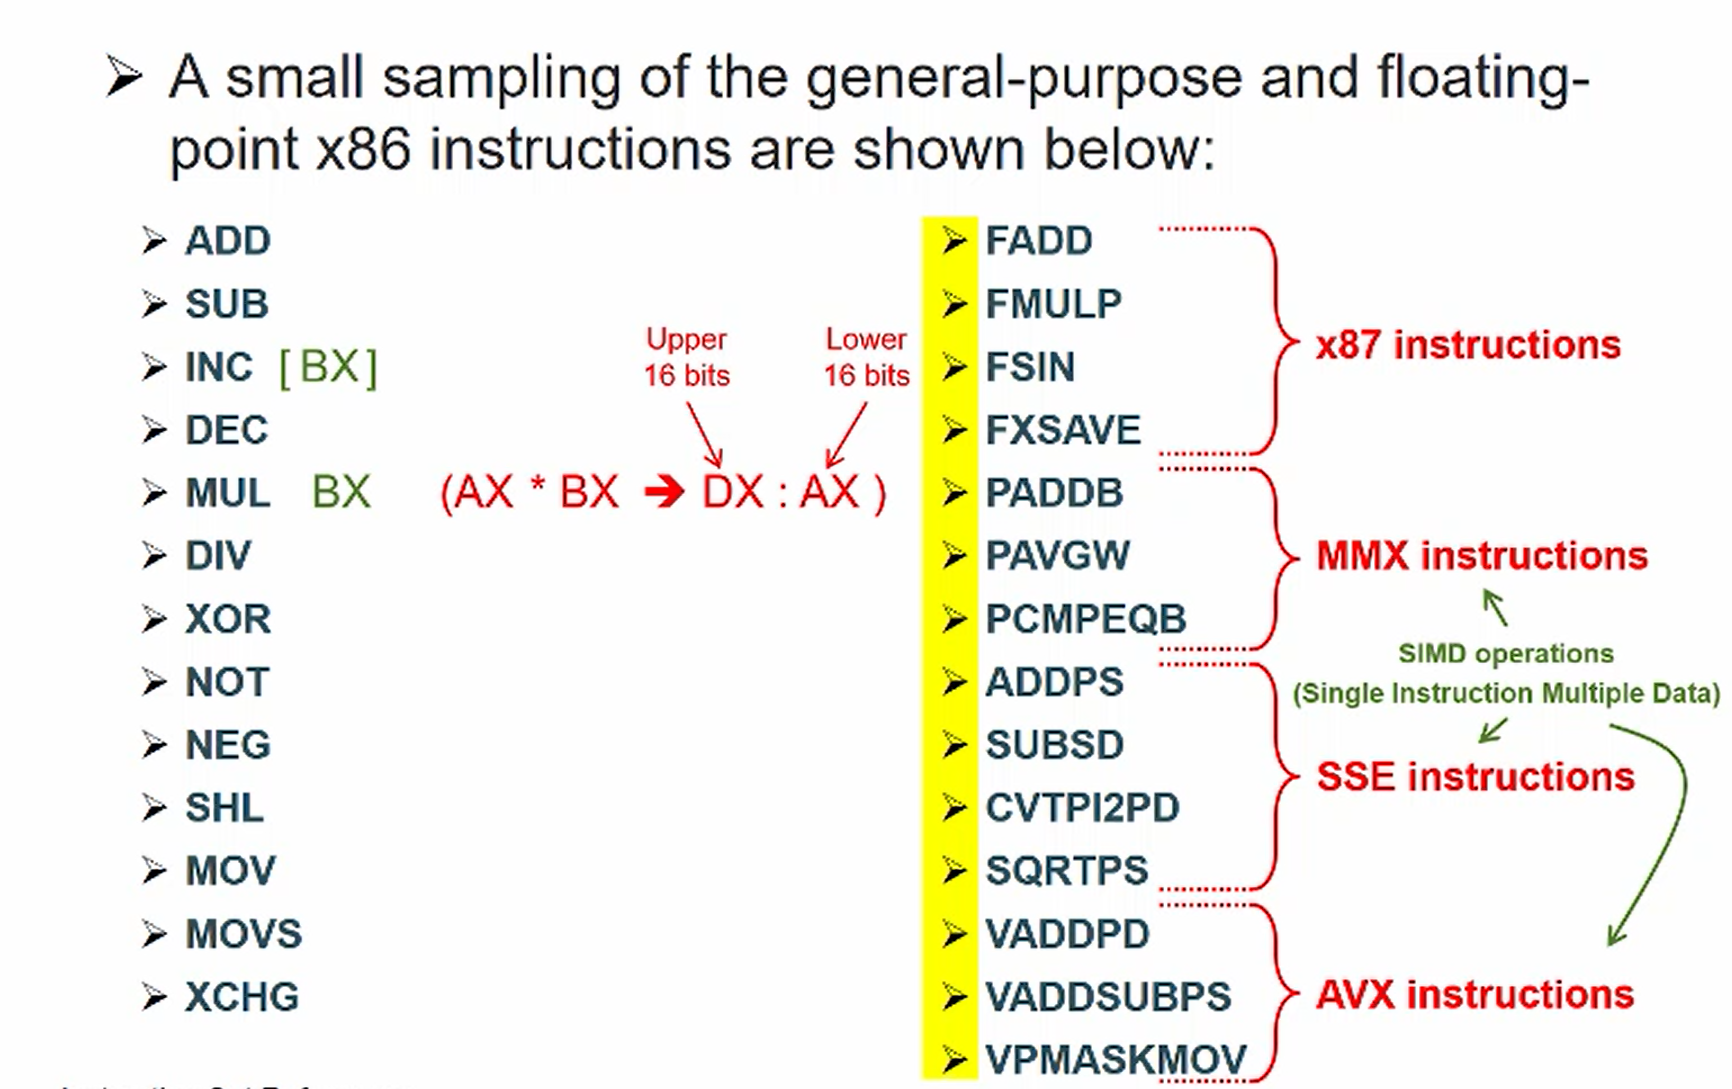 A small sampling of the general-purpose and floating-
point x86 instructions are shown below:
ADD
SUB
INC [BX]
DEC
Upper
16 bits
Lower
16 bits
MUL BX (AX * BX ➔ DX : AX )
DIV
XOR
NOT
NEG
SHL
MOV
MOVS
XCHG
FADD
FMULP
FSIN
FXSAVE
x87 instructions
PADDB
PAVGW
PCMPEQB
MMX instructions
SIMD operations
(Single Instruction Multiple Data)
ADDPS
SUBSD
CVTPI2PD
SQRTPS
SSE instructions
VADDPD
VADDSUBPS
VPMASKMOV
AVX instructions